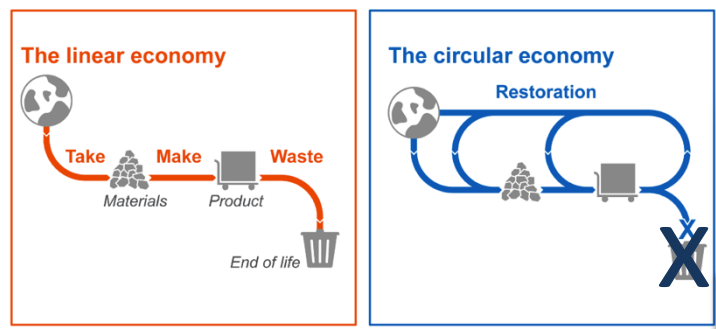 The linear economy
Take
Make
Waste
Materials
Product
End of life
The circular economy
Restoration
X
X